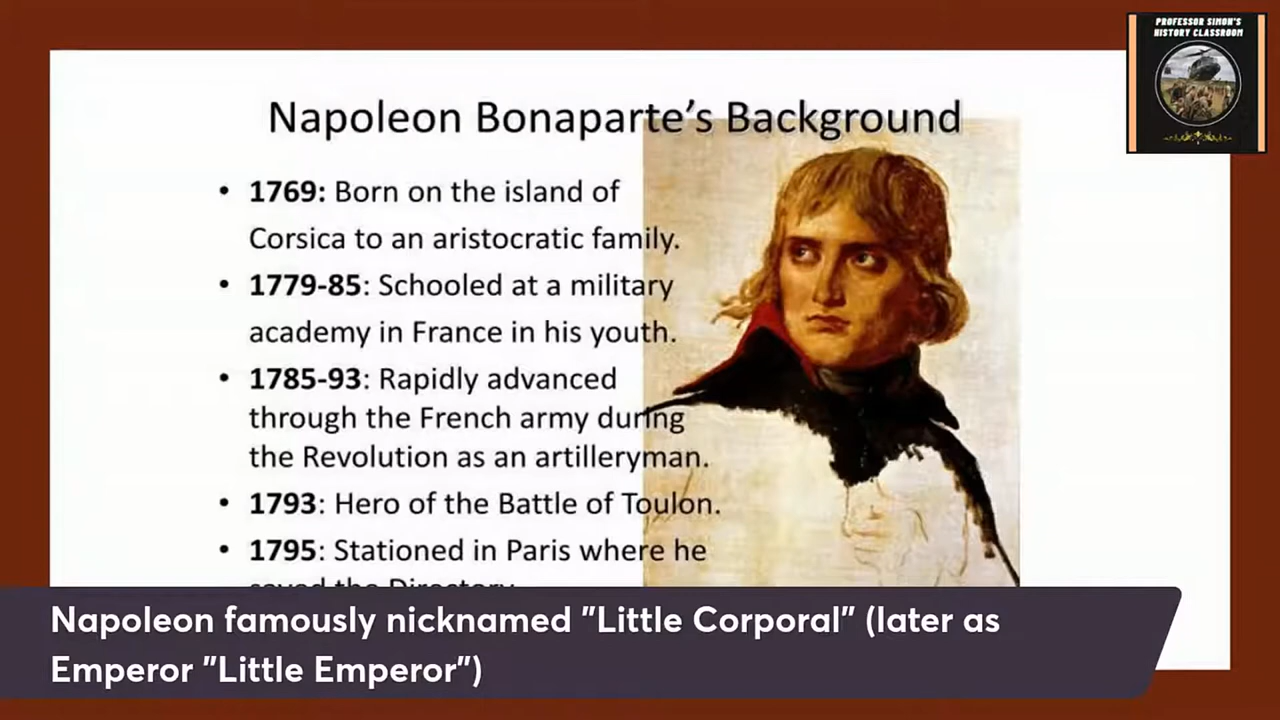 PROFESSOR SIMON'S
HISTORY CLASSROOM
Napoleon Bonaparte's Background
• 1769: Born on the island of
Corsica to an aristocratic family.
• 1779-85: Schooled at a military
academy in France in his youth.
• 1785-93: Rapidly advanced
through the French army during
the Revolution as an artilleryman.
• 1793: Hero of the Battle of Toulon.
• 1795: Stationed in Paris where he
saved the Directory.
Napoleon famously nicknamed "Little Corporal" (later as
Emperor "Little Emperor")